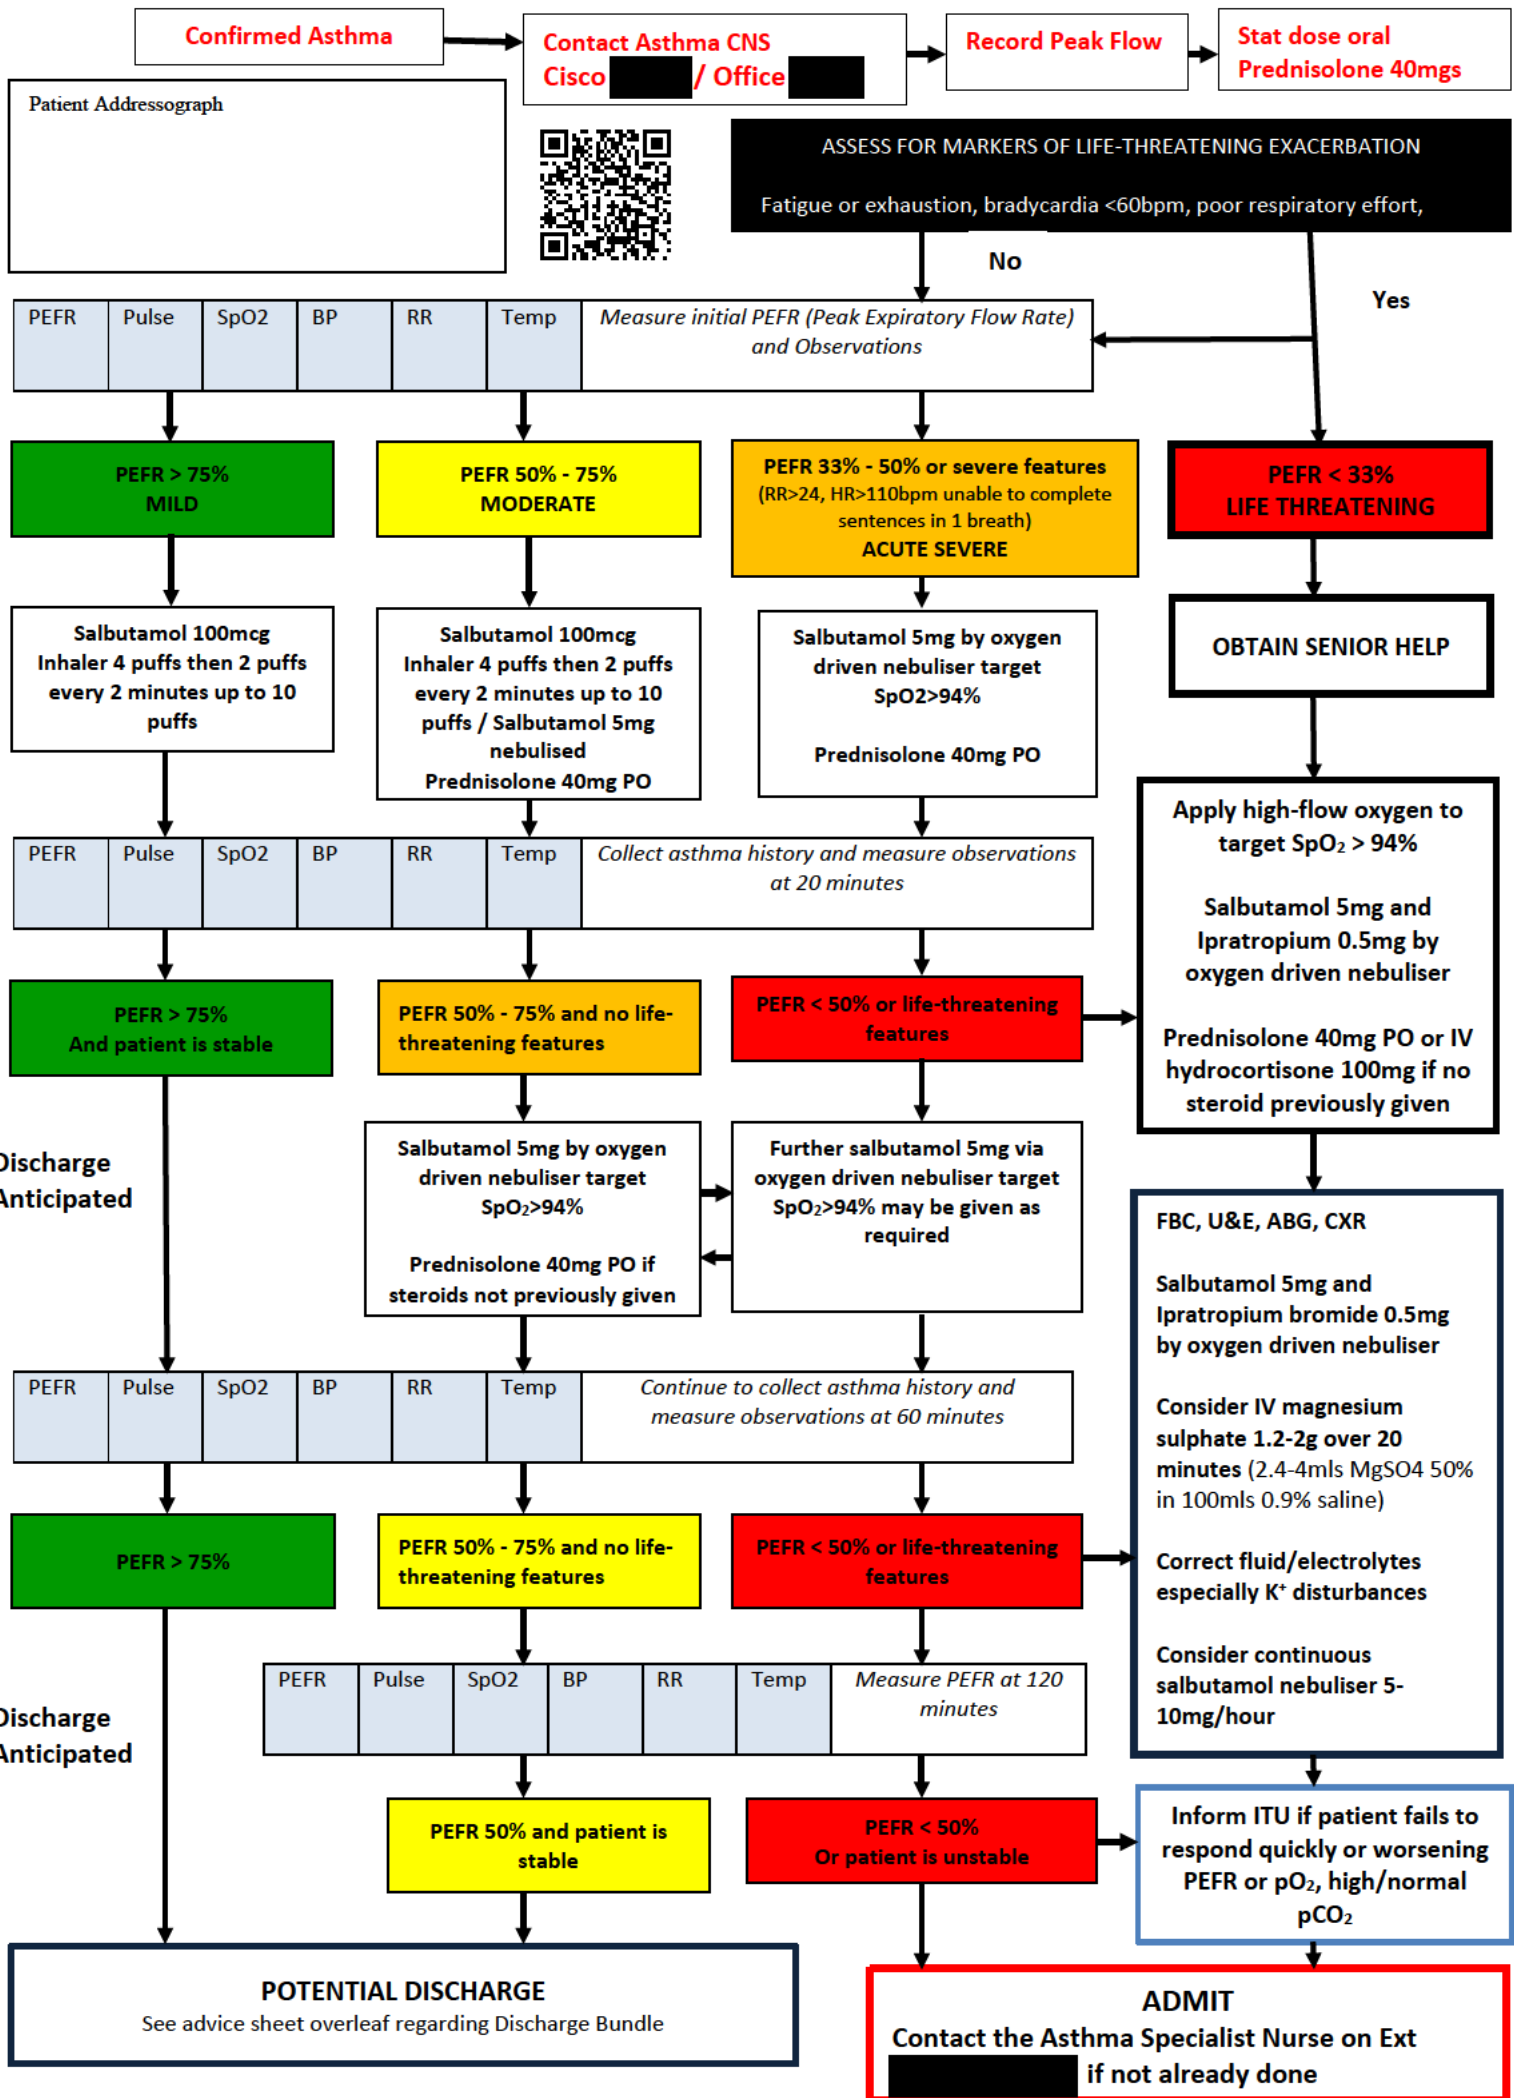 Confirmed Asthma
Contact Asthma CNS
Cisco / Office
Record Peak Flow
Stat dose oral
Prednisolone 40mgs
Patient Addressograph
ASSESS FOR MARKERS OF LIFE-THREATENING EXACERBATION
Fatigue or exhaustion, bradycardia <60bpm, poor respiratory effort,
No
Yes
PEFR
Pulse
SpO2
BP
RR
Temp
Measure initial PEFR (Peak Expiratory Flow Rate)
and Observations
PEFR > 75%
MILD
PEFR 50% - 75%
MODERATE
PEFR 33% - 50% or severe features
(RR>24, HR>110bpm unable to complete
sentences in 1 breath)
ACUTE SEVERE
PEFR < 33%
LIFE THREATENING
Salbutamol 100mcg
Inhaler 4 puffs then 2 puffs
every 2 minutes up to 10
puffs
Salbutamol 100mcg
Inhaler 4 puffs then 2 puffs
every 2 minutes up to 10
puffs / Salbutamol 5mg
nebulised
Prednisolone 40mg PO
Salbutamol 5mg by oxygen
driven nebuliser target
SpO2>94%
Prednisolone 40mg PO
OBTAIN SENIOR HELP
Apply high-flow oxygen to
target SpO₂ > 94%
Salbutamol 5mg and
Ipratropium 0.5mg by
oxygen driven nebuliser
Prednisolone 40mg PO or IV
hydrocortisone 100mg if no
steroid previously given
PEFR
Pulse
SpO2
BP
RR
Temp
Collect asthma history and measure observations
at 20 minutes
PEFR > 75%
And patient is stable
PEFR 50% - 75% and no life-
threatening features
PEFR < 50% or life-threatening
features
Discharge
Anticipated
Salbutamol 5mg by oxygen
driven nebuliser target
SpO₂>94%
Prednisolone 40mg PO if
steroids not previously given
Further salbutamol 5mg via
oxygen driven nebuliser target
SpO₂>94% may be given as
required
FBC, U&E, ABG, CXR
Salbutamol 5mg and
Ipratropium bromide 0.5mg
by oxygen driven nebuliser
Consider IV magnesium
sulphate 1.2-2g over 20
minutes (2.4-4mls MgSO4 50%
in 100mls 0.9% saline)
Correct fluid/electrolytes
especially K⁺ disturbances
Consider continuous
salbutamol nebuliser 5-
10mg/hour
PEFR
Pulse
SpO2
BP
RR
Temp
Continue to collect asthma history and
measure observations at 60 minutes
PEFR > 75%
PEFR 50% - 75% and no life-
threatening features
PEFR < 50% or life-threatening
features
Discharge
Anticipated
PEFR
Pulse
SpO2
BP
RR
Temp
Measure PEFR at 120
minutes
PEFR 50% and patient is
stable
PEFR < 50%
Or patient is unstable
Inform ITU if patient fails to
respond quickly or worsening
PEFR or pO₂, high/normal
pCO₂
POTENTIAL DISCHARGE
See advice sheet overleaf regarding Discharge Bundle
ADMIT
Contact the Asthma Specialist Nurse on Ext
if not already done